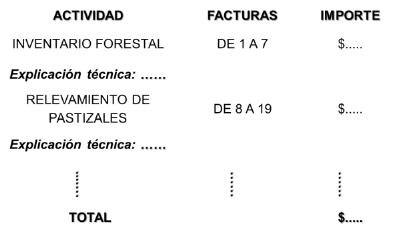 ACTIVIDAD FACTURAS IMPORTE
INVENTARIO FORESTAL DE 1 A 7 $.....
Explicación técnica: ......
RELEVAMIENTO DE
PASTIZALES DE 8 A 19 $.....
Explicación técnica: ......
TOTAL $.....